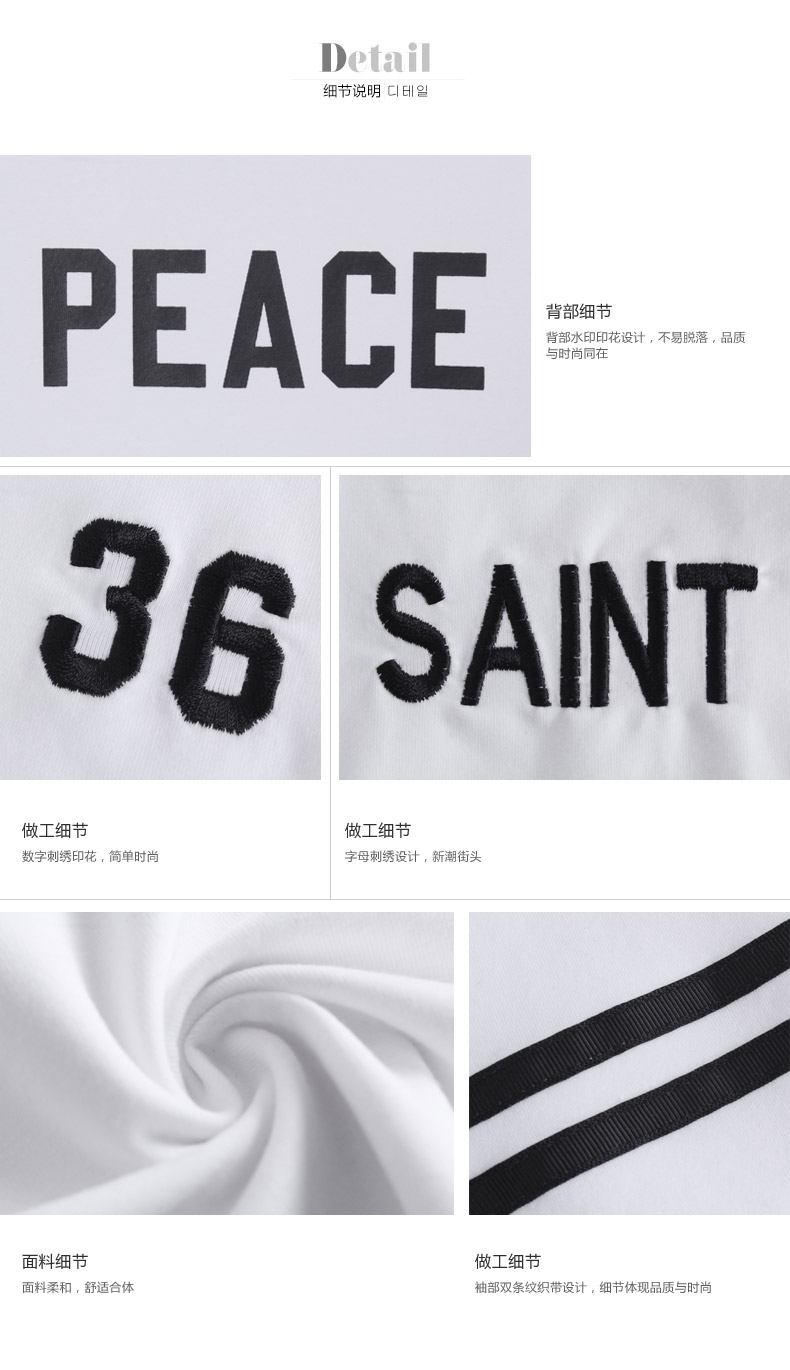 Detail
细节说明 디테일
PEACE
背部细节
背部水印印花设计，不易脱落，品质
与时尚同在
36
SAINT
做工细节
数字刺绣印花，简单时尚
做工细节
字母刺绣设计，新潮街头
面料细节
面料柔和，舒适合体
做工细节
袖部双条纹织带设计，细节体现品质与时尚